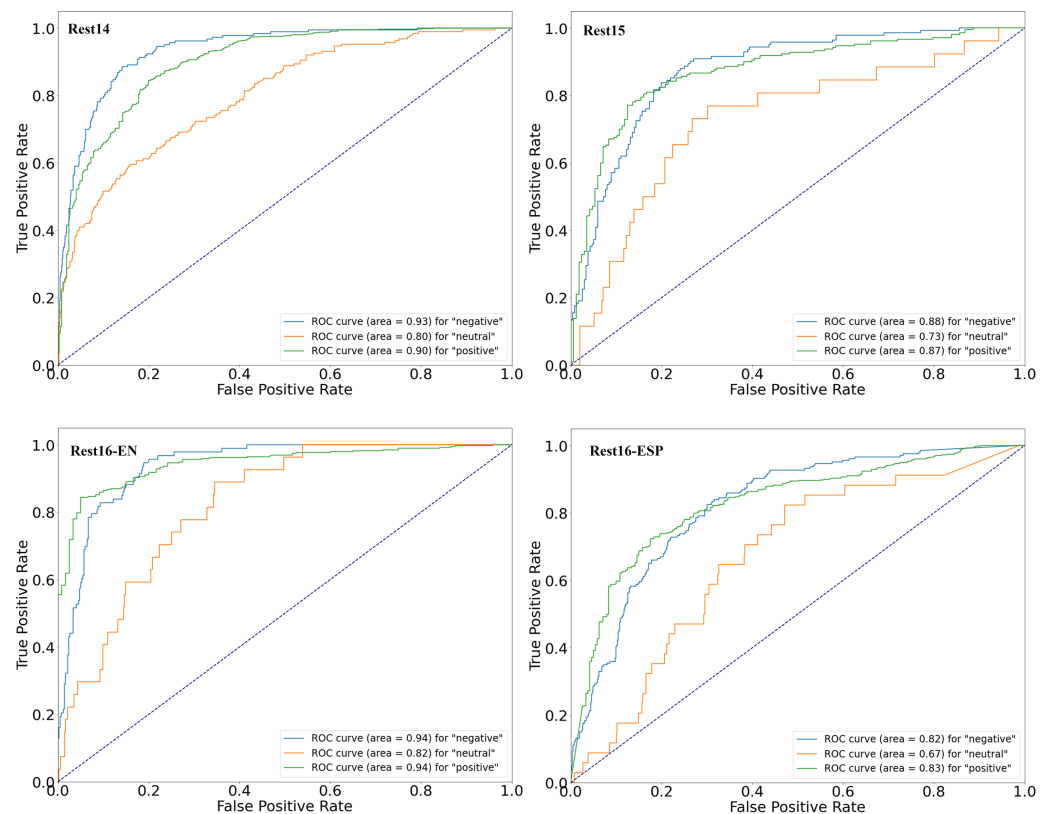 Rest14
True Positive Rate
1.0
0.8
0.6
0.4
0.2
0.0
0.0 0.2 0.4 0.6 0.8 1.0
False Positive Rate
ROC curve (area = 0.93) for "negative"
ROC curve (area = 0.80) for "neutral"
ROC curve (area = 0.90) for "positive"
Rest15
True Positive Rate
1.0
0.8
0.6
0.4
0.2
0.0
0.0 0.2 0.4 0.6 0.8 1.0
False Positive Rate
ROC curve (area = 0.88) for "negative"
ROC curve (area = 0.73) for "neutral"
ROC curve (area = 0.87) for "positive"
Rest16-EN
True Positive Rate
1.0
0.8
0.6
0.4
0.2
0.0
0.0 0.2 0.4 0.6 0.8 1.0
False Positive Rate
ROC curve (area = 0.94) for "negative"
ROC curve (area = 0.82) for "neutral"
ROC curve (area = 0.94) for "positive"
Rest16-ESP
True Positive Rate
1.0
0.8
0.6
0.4
0.2
0.0
0.0 0.2 0.4 0.6 0.8 1.0
False Positive Rate
ROC curve (area = 0.82) for "negative"
ROC curve (area = 0.67) for "neutral"
ROC curve (area = 0.83) for "positive"